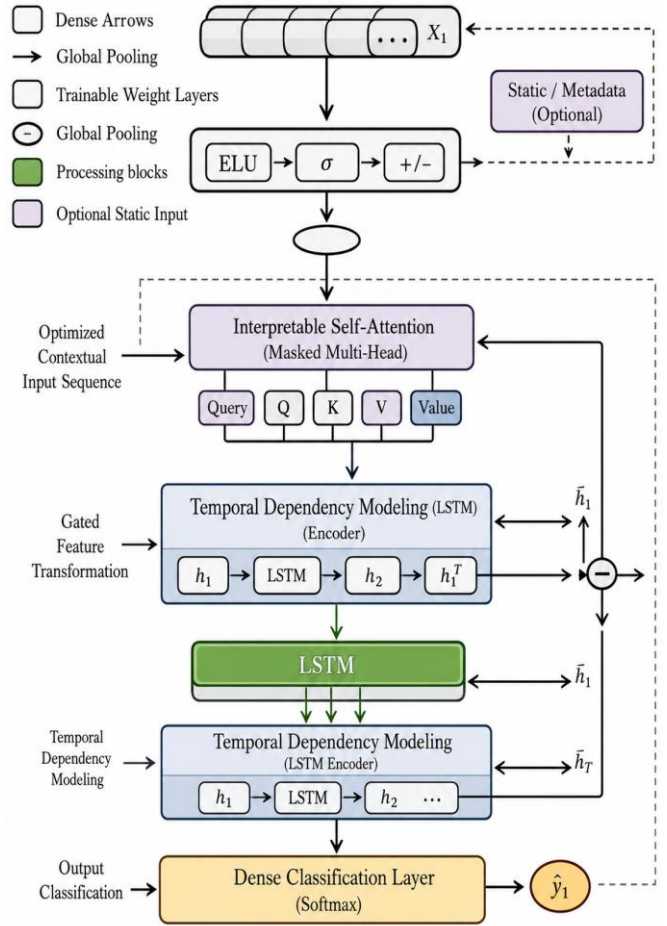 Dense Arrows
Global Pooling
Trainable Weight Layers
− Global Pooling
Processing blocks
Optional Static Input
... X₁
Static / Metadata
(Optional)
ELU σ +/−
Interpretable Self-Attention
(Masked Multi-Head)
Optimized
Contextual
Input Sequence
Query Q K V Value
Temporal Dependency Modeling (LSTM)
(Encoder)
h⃗₁
Gated
Feature
Transformation
h₁ LSTM h₂ h₁ᵀ
−
LSTM
h⃗₁
Temporal Dependency Modeling
(LSTM Encoder)
Temporal
Dependency
Modeling
h⃗_T
h₁ LSTM h₂ ...
Output
Classification
Dense Classification Layer
(Softmax)
ŷ₁